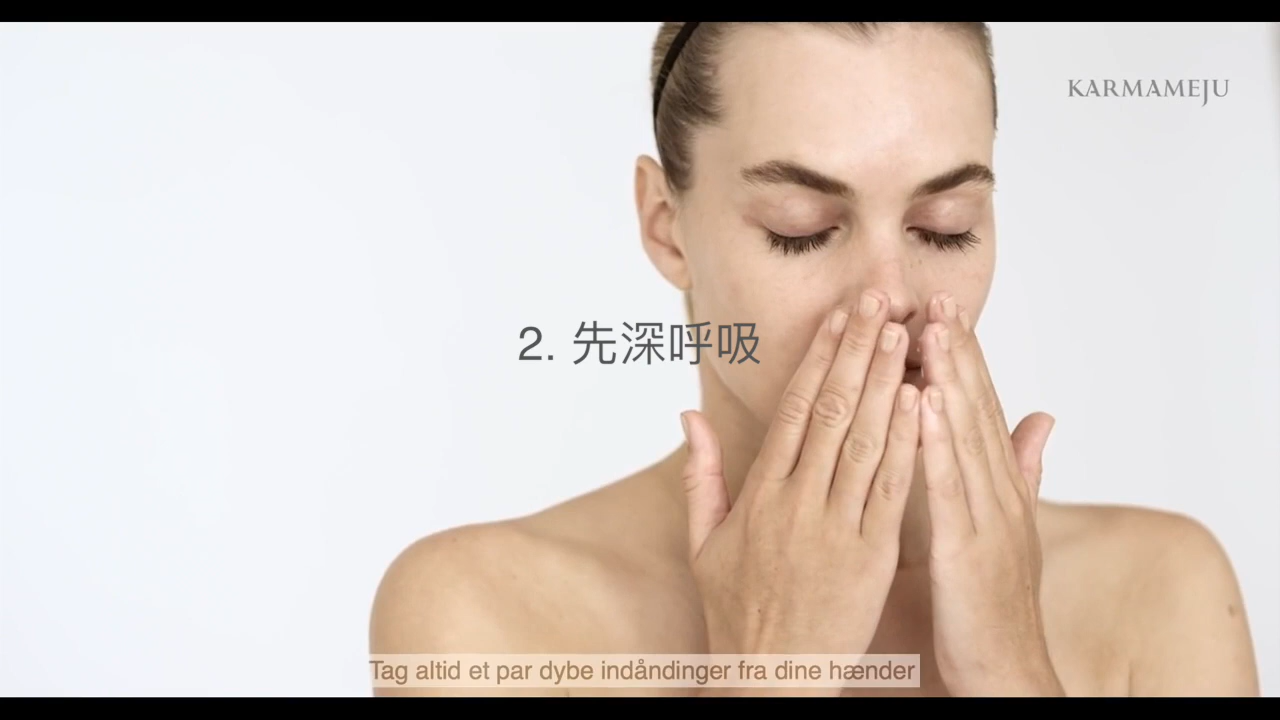 KARMAMEJU
2. 先深呼吸
Tag altid et par dybe indåndinger fra dine hænder